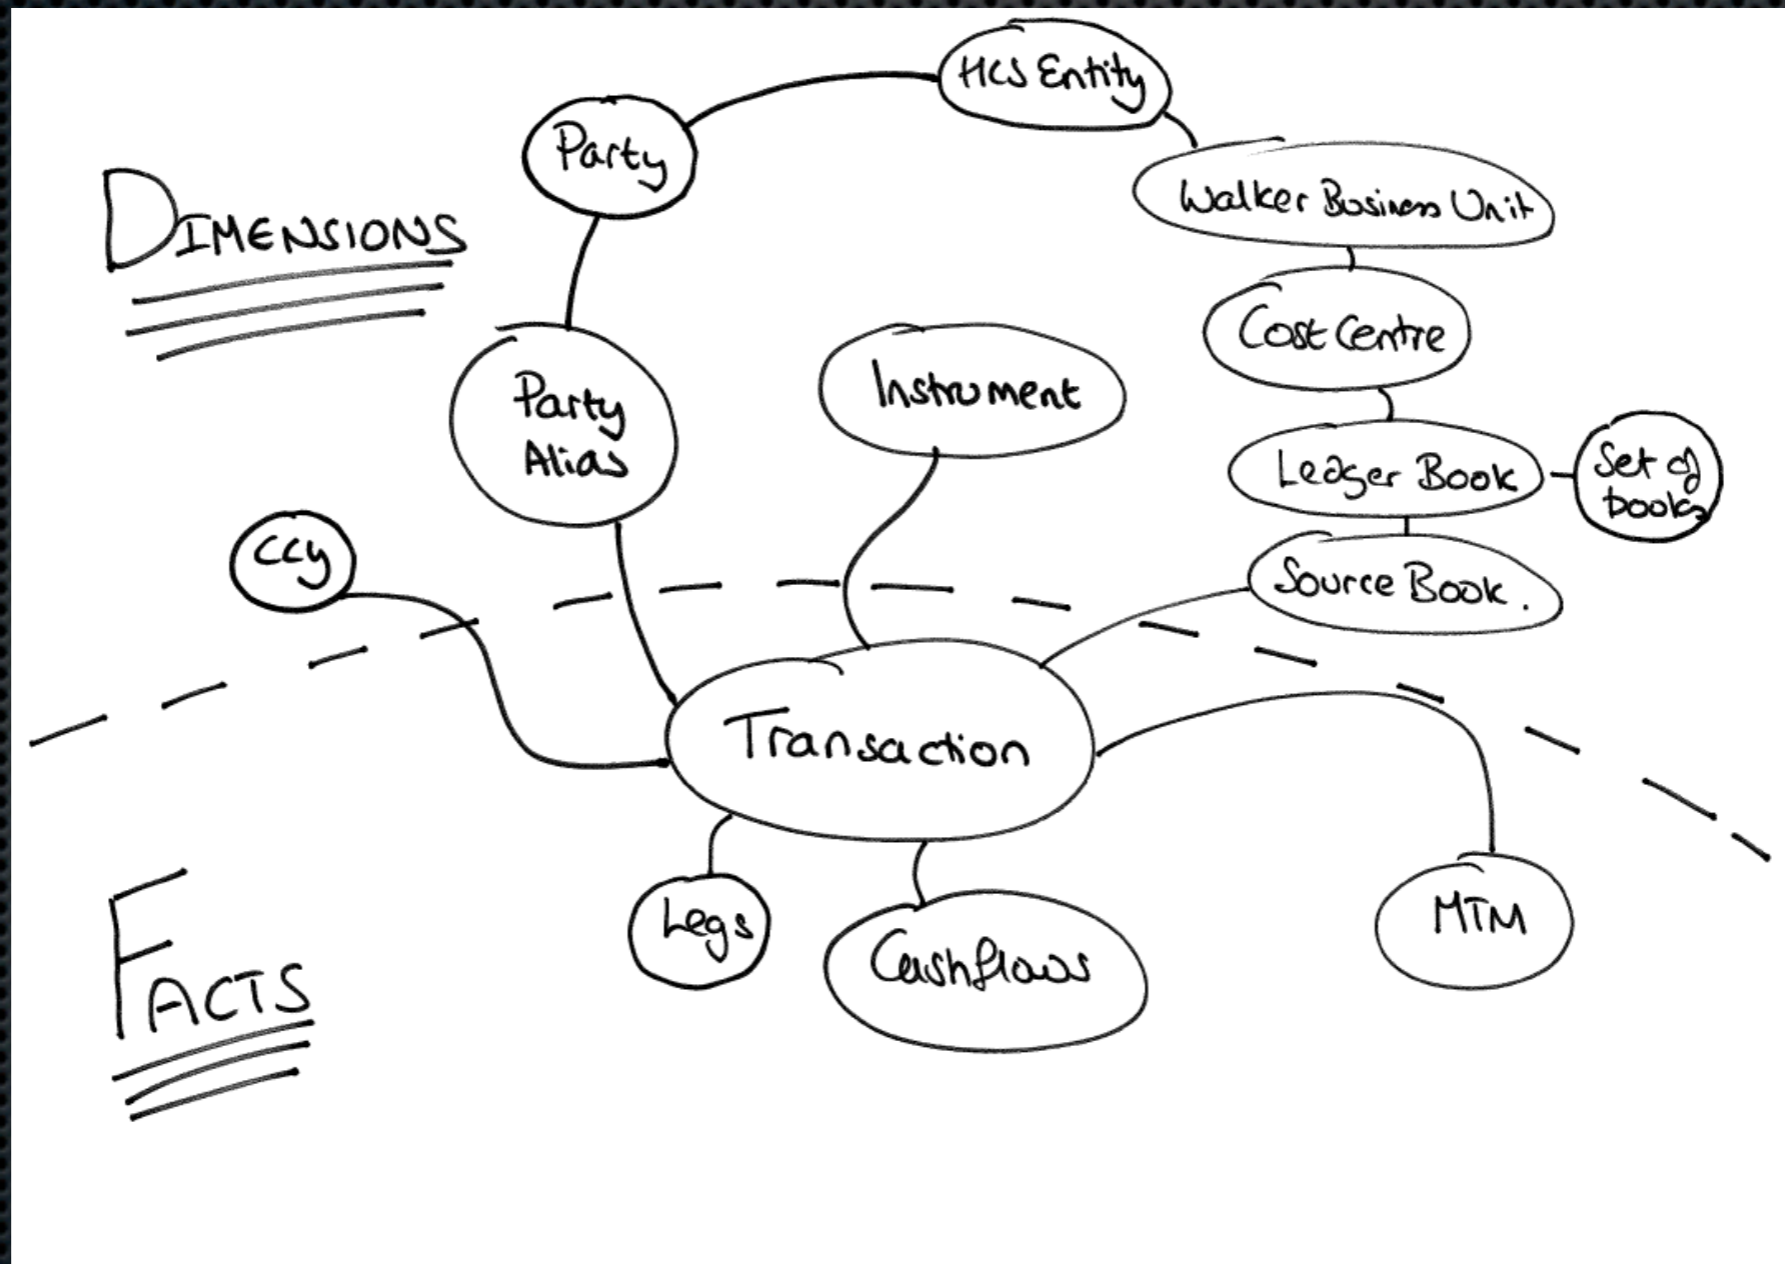 HCS Entity
Party
Walker Business Unit
DIMENSIONS
Cost Centre
Instrument
Party
Alias
Ledger Book
Set of
books
Ccy
Source Book.
Transaction
Legs
Cashflows
MTM
FACTS